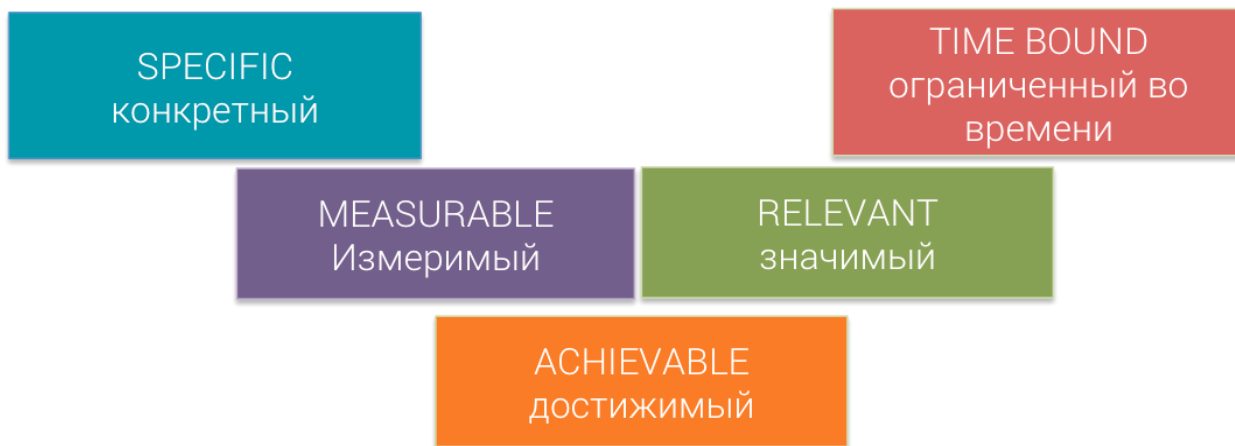 SPECIFIC
конкретный
TIME BOUND
ограниченный во
времени
MEASURABLE
Измеримый
RELEVANT
значимый
ACHIEVABLE
достижимый